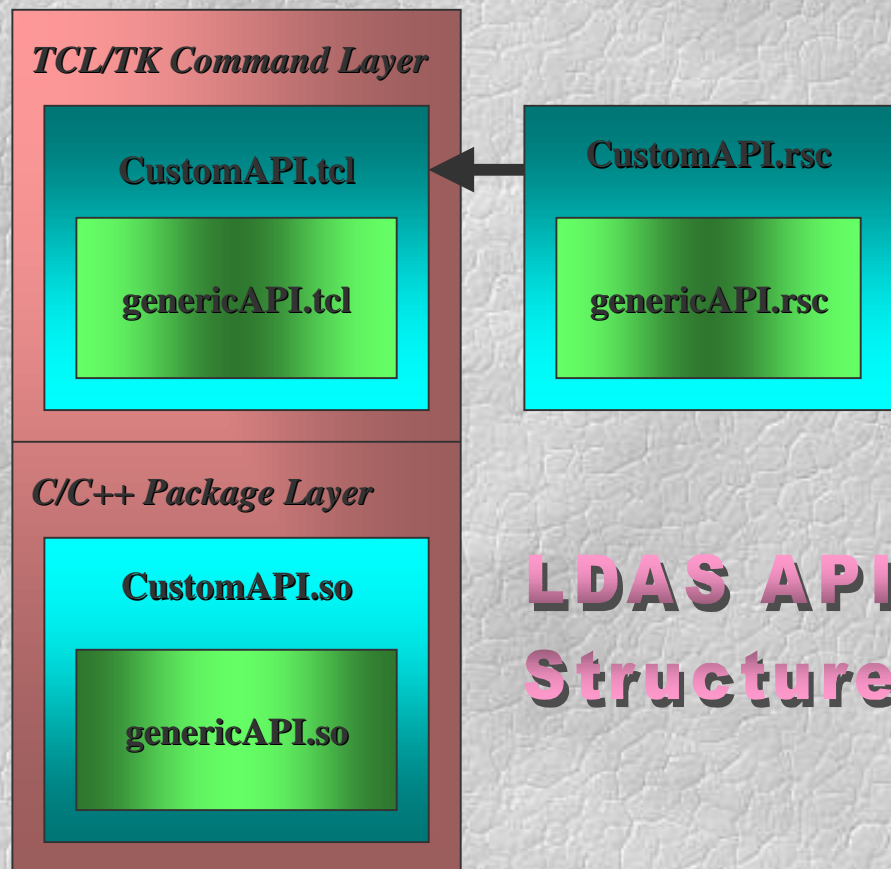 TCL/TK Command Layer
CustomAPI.tcl
genericAPI.tcl
CustomAPI.rsc
genericAPI.rsc
C/C++ Package Layer
CustomAPI.so
genericAPI.so
LDAS API
Structure